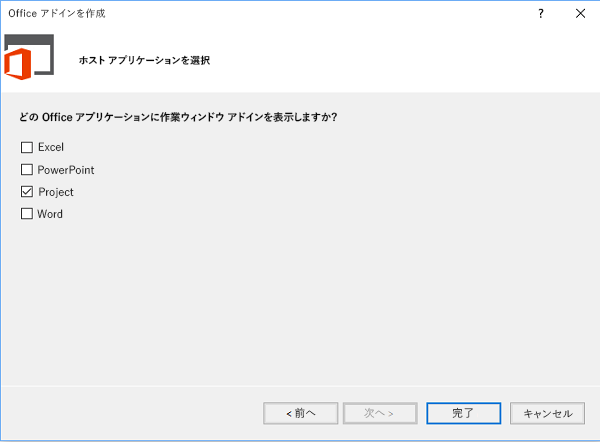 Office アドインを作成
?
ホスト アプリケーションを選択
どの Office アプリケーションに作業ウィンドウ アドインを表示しますか?
Excel
PowerPoint
Project
Word
< 前へ
次へ >
完了
キャンセル